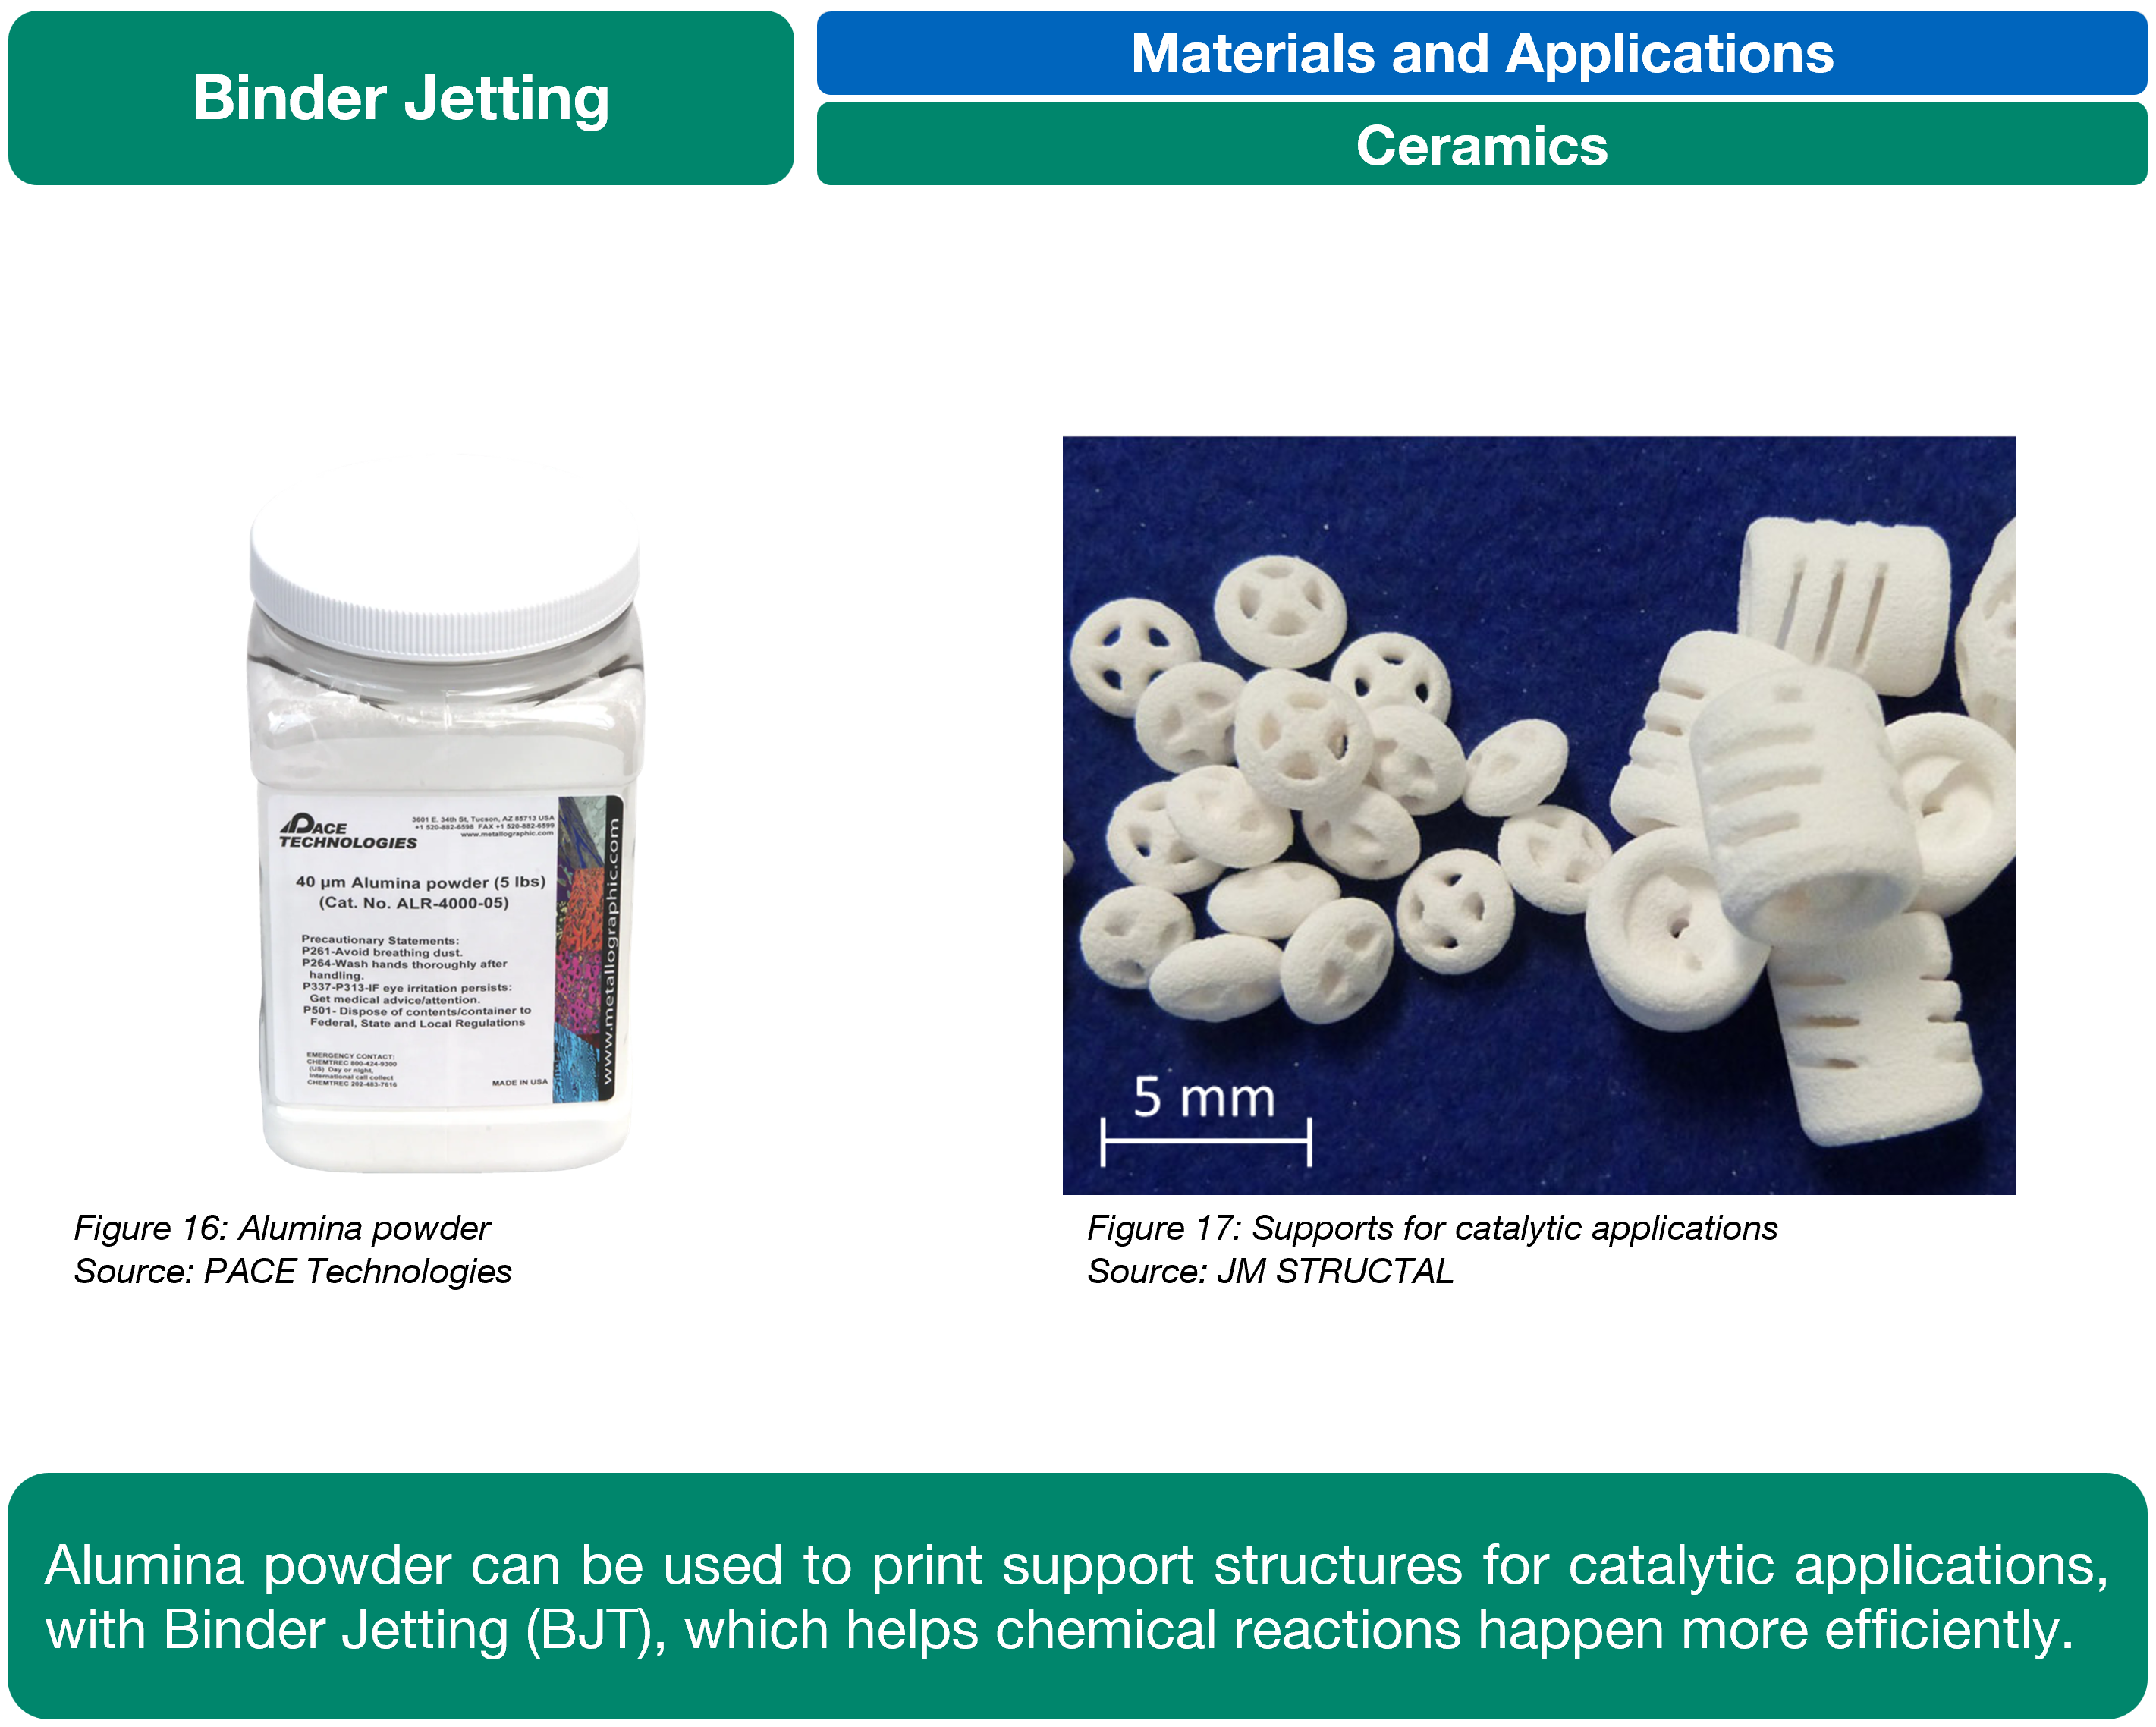 Binder Jetting
Materials and Applications
Ceramics
PACE
TECHNOLOGIES
3601 E. 34th St, Tucson, AZ 85713 USA
+1 520-882-6598 FAX +1 520-882-6599
www.metallographic.com
40 µm Alumina powder (5 lbs)
(Cat. No. ALR-4000-05)
Precautionary Statements:
P261-Avoid breathing dust.
P264-Wash hands thoroughly after
handling.
P337-P313-IF eye irritation persists:
Get medical advice/attention.
P501- Dispose of contents/container to
Federal, State and Local Regulations
EMERGENCY CONTACT:
CHEMTREC 800-424-9300
(US) Day or night,
International call collect
CHEMTREC 202-483-7616
MADE IN USA
www.metallographic.com
5 mm
Figure 16: Alumina powder
Source: PACE Technologies
Figure 17: Supports for catalytic applications
Source: JM STRUCTAL
Alumina powder can be used to print support structures for catalytic applications,
with Binder Jetting (BJT), which helps chemical reactions happen more efficiently.